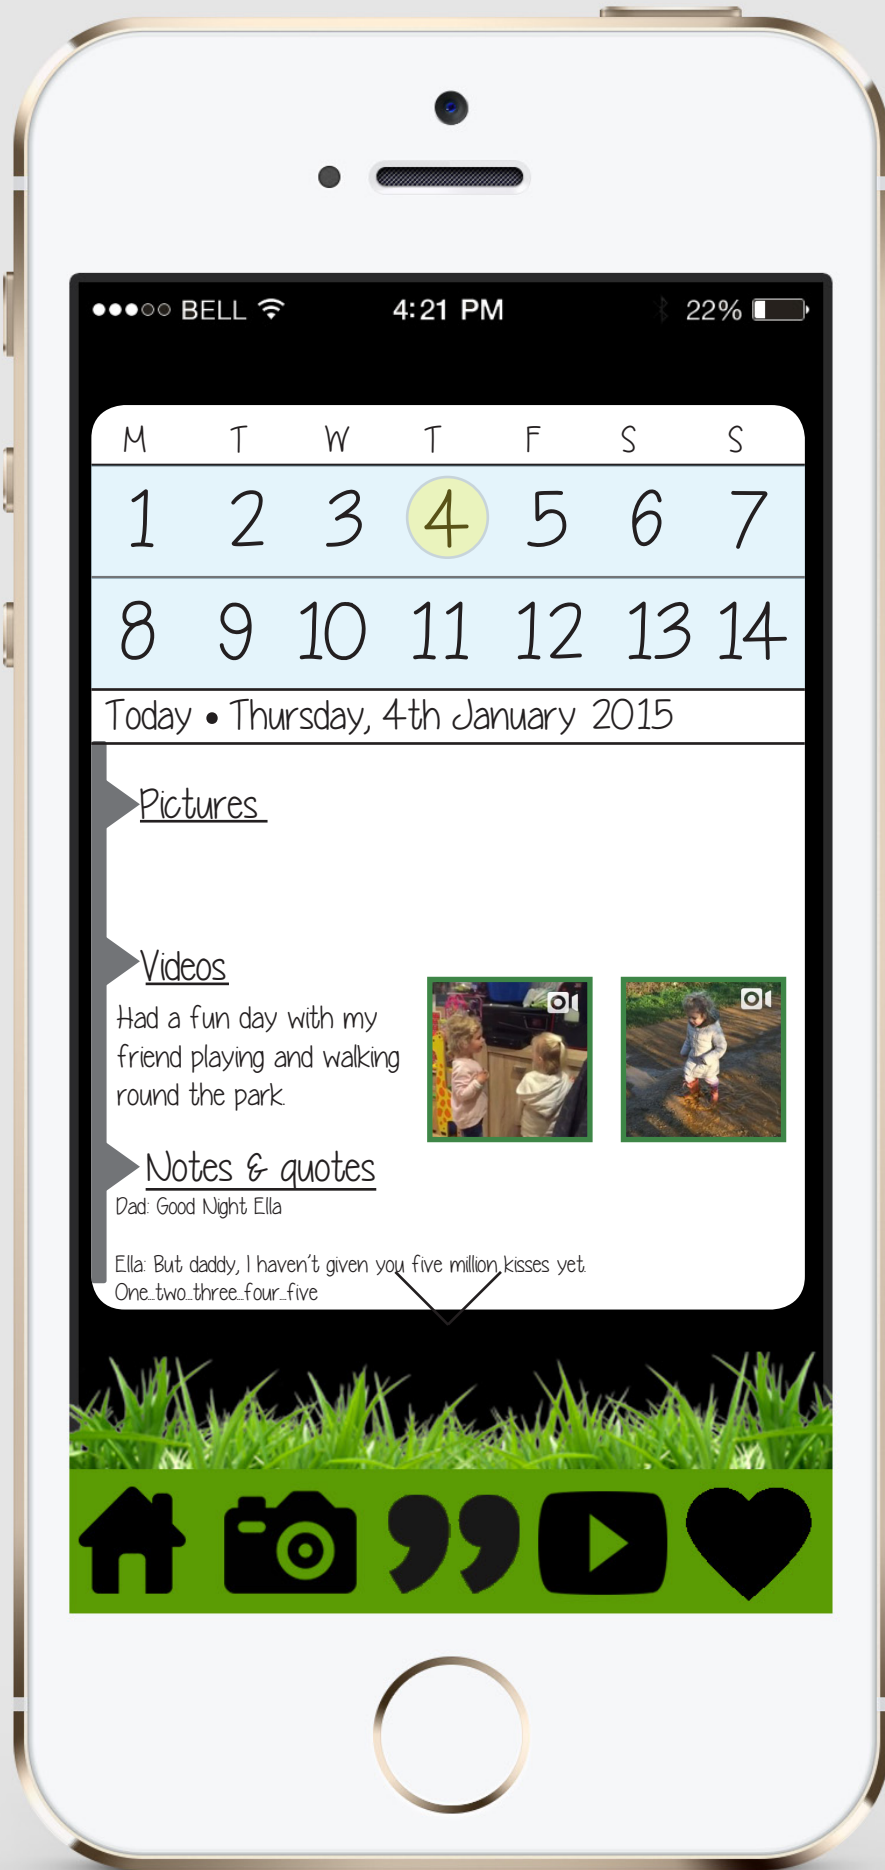 BELL 4:21 PM 22%
M T W T F S S
1 2 3 4 5 6 7
8 9 10 11 12 13 14
Today • Thursday, 4th January 2015
Pictures
Videos
Had a fun day with my
friend playing and walking
round the park.
Notes & quotes
Dad: Good Night Ella
Ella: But daddy, I haven't given you five million kisses yet.
One...two...three...four...five